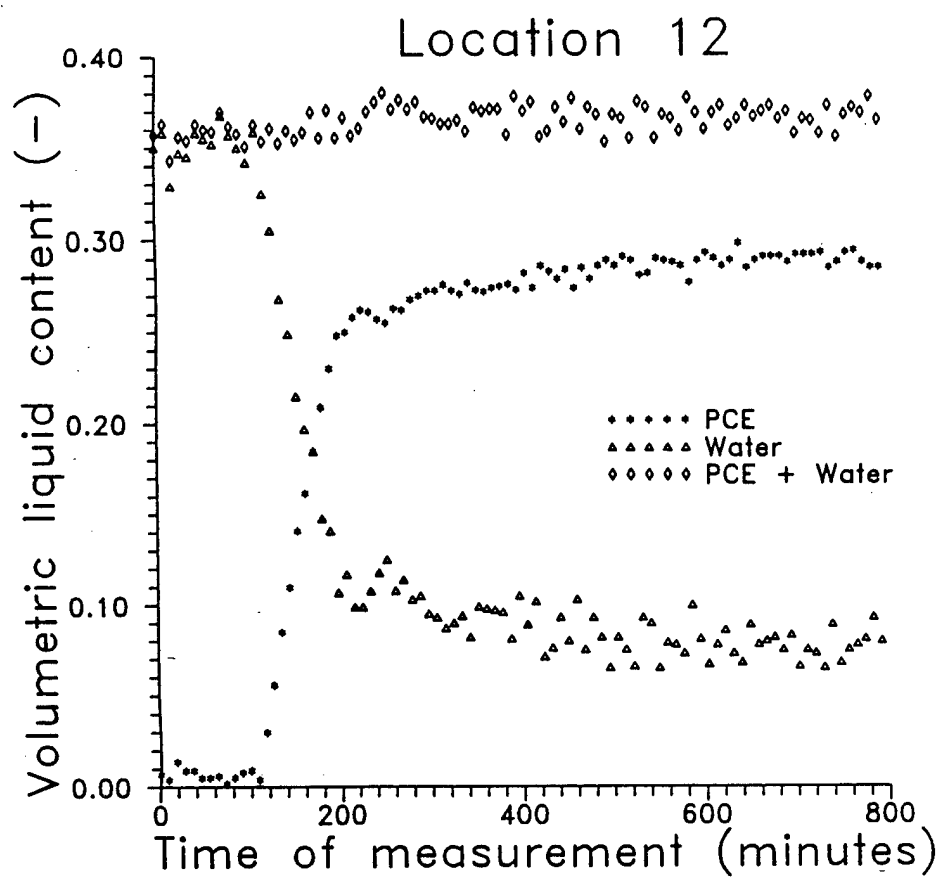 Location 12
Volumetric liquid content (-)
0.40
0.30
0.20
0.10
0.00
PCE
Water
PCE + Water
0 200 400 600 800
Time of measurement (minutes)